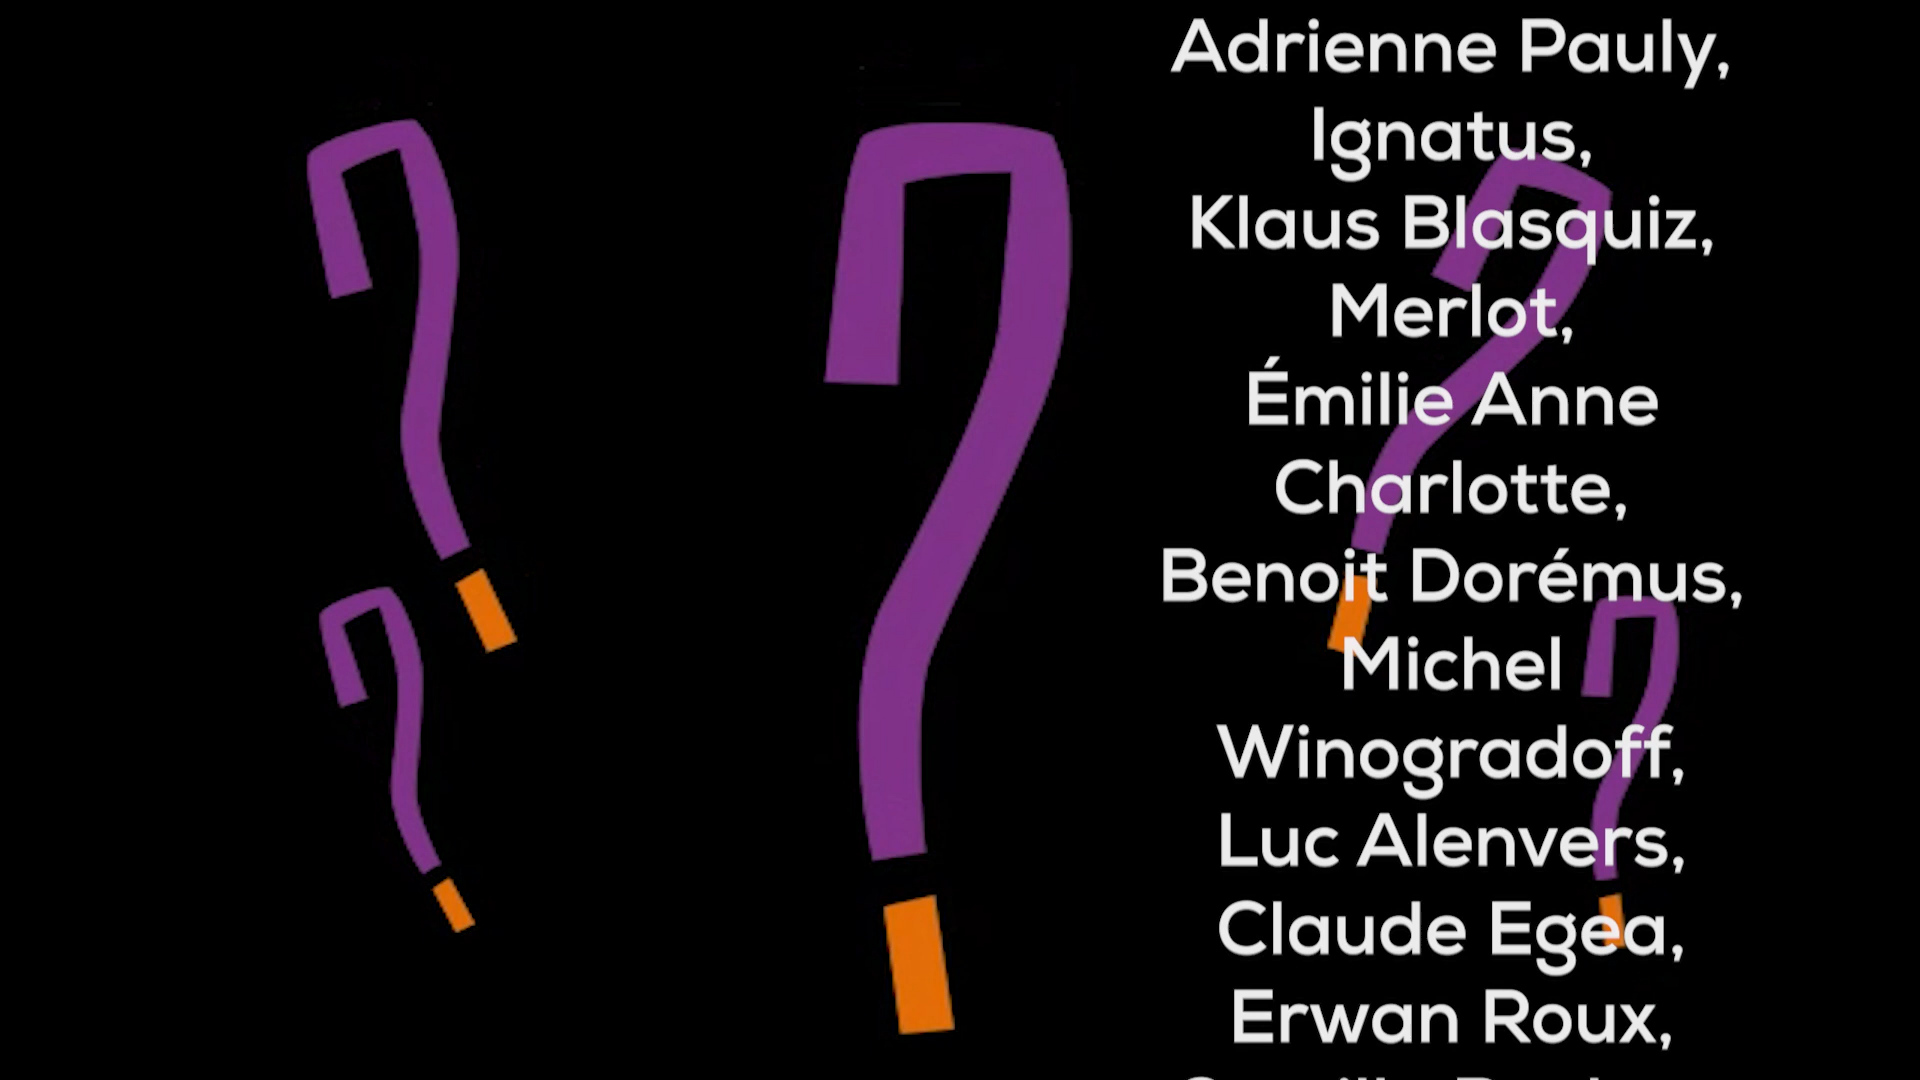 Adrienne Pauly,
Ignatus,
Klaus Blasquiz,
Merlot,
Émilie Anne
Charlotte,
Benoit Dorémus,
Michel
Winogradoff,
Luc Alenvers,
Claude Egea,
Erwan Roux,